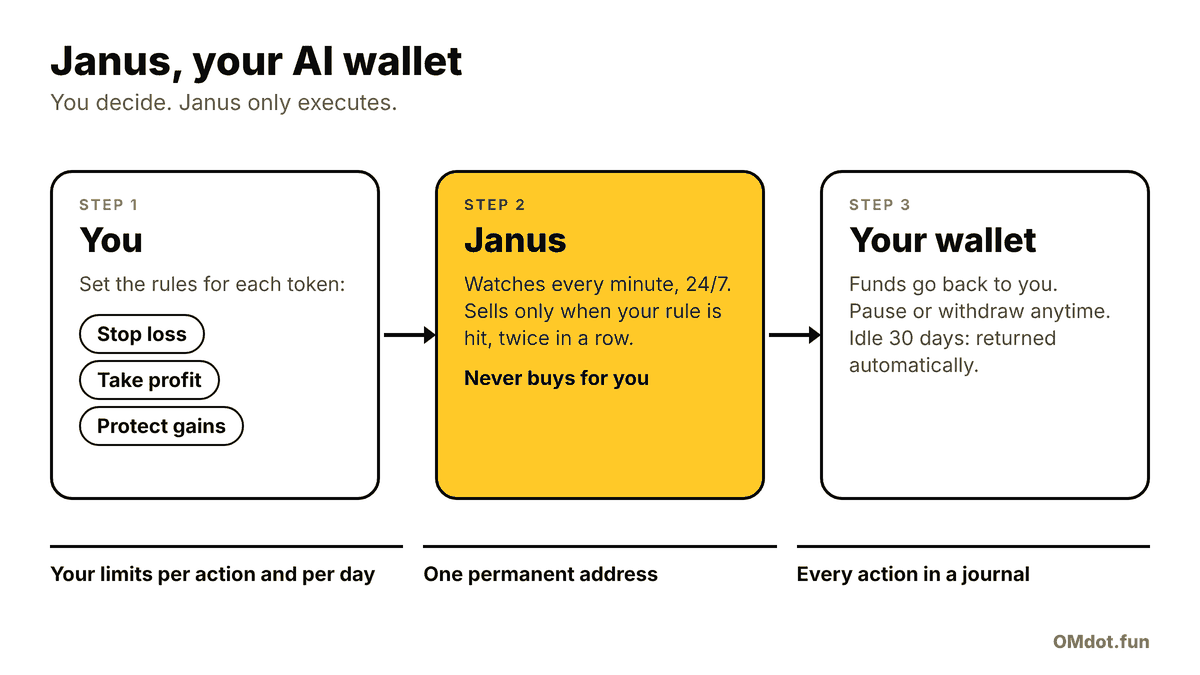 Janus, your AI wallet
You decide. Janus only executes.
STEP 1
You
Set the rules for each token:
Stop loss
Take profit
Protect gains
STEP 2
Janus
Watches every minute, 24/7.
Sells only when your rule is
hit, twice in a row.
Never buys for you
STEP 3
Your wallet
Funds go back to you.
Pause or withdraw anytime.
Idle 30 days: returned
automatically.
Your limits per action and per day
One permanent address
Every action in a journal
OMdot.fun